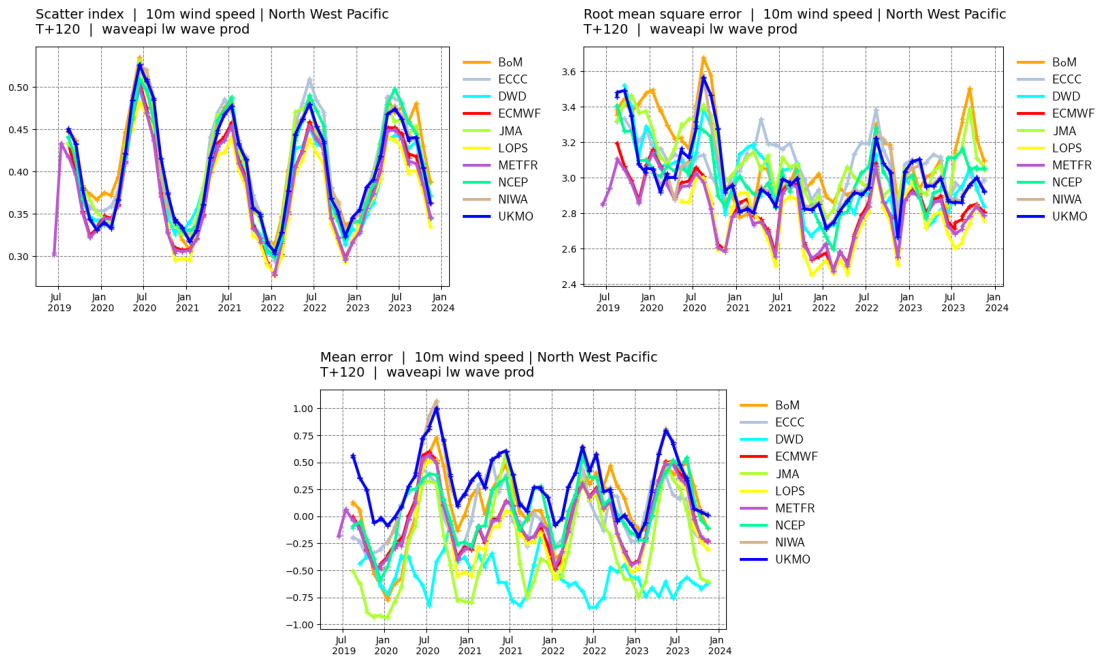 Scatter index | 10m wind speed | North West Pacific
T+120 | waveapi lw wave prod
0.50
0.45
0.40
0.35
0.30
Jul
2019
Jan
2020
Jul
2020
Jan
2021
Jul
2021
Jan
2022
Jul
2022
Jan
2023
Jul
2023
Jan
2024
BoM
ECCC
DWD
ECMWF
JMA
LOPS
METFR
NCEP
NIWA
UKMO
Root mean square error | 10m wind speed | North West Pacific
T+120 | waveapi lw wave prod
3.6
3.4
3.2
3.0
2.8
2.6
2.4
Jul
2019
Jan
2020
Jul
2020
Jan
2021
Jul
2021
Jan
2022
Jul
2022
Jan
2023
Jul
2023
Jan
2024
BoM
ECCC
DWD
ECMWF
JMA
LOPS
METFR
NCEP
NIWA
UKMO
Mean error | 10m wind speed | North West Pacific
T+120 | waveapi lw wave prod
1.00
0.75
0.50
0.25
0.00
−0.25
−0.50
−0.75
−1.00
Jul
2019
Jan
2020
Jul
2020
Jan
2021
Jul
2021
Jan
2022
Jul
2022
Jan
2023
Jul
2023
Jan
2024
BoM
ECCC
DWD
ECMWF
JMA
LOPS
METFR
NCEP
NIWA
UKMO